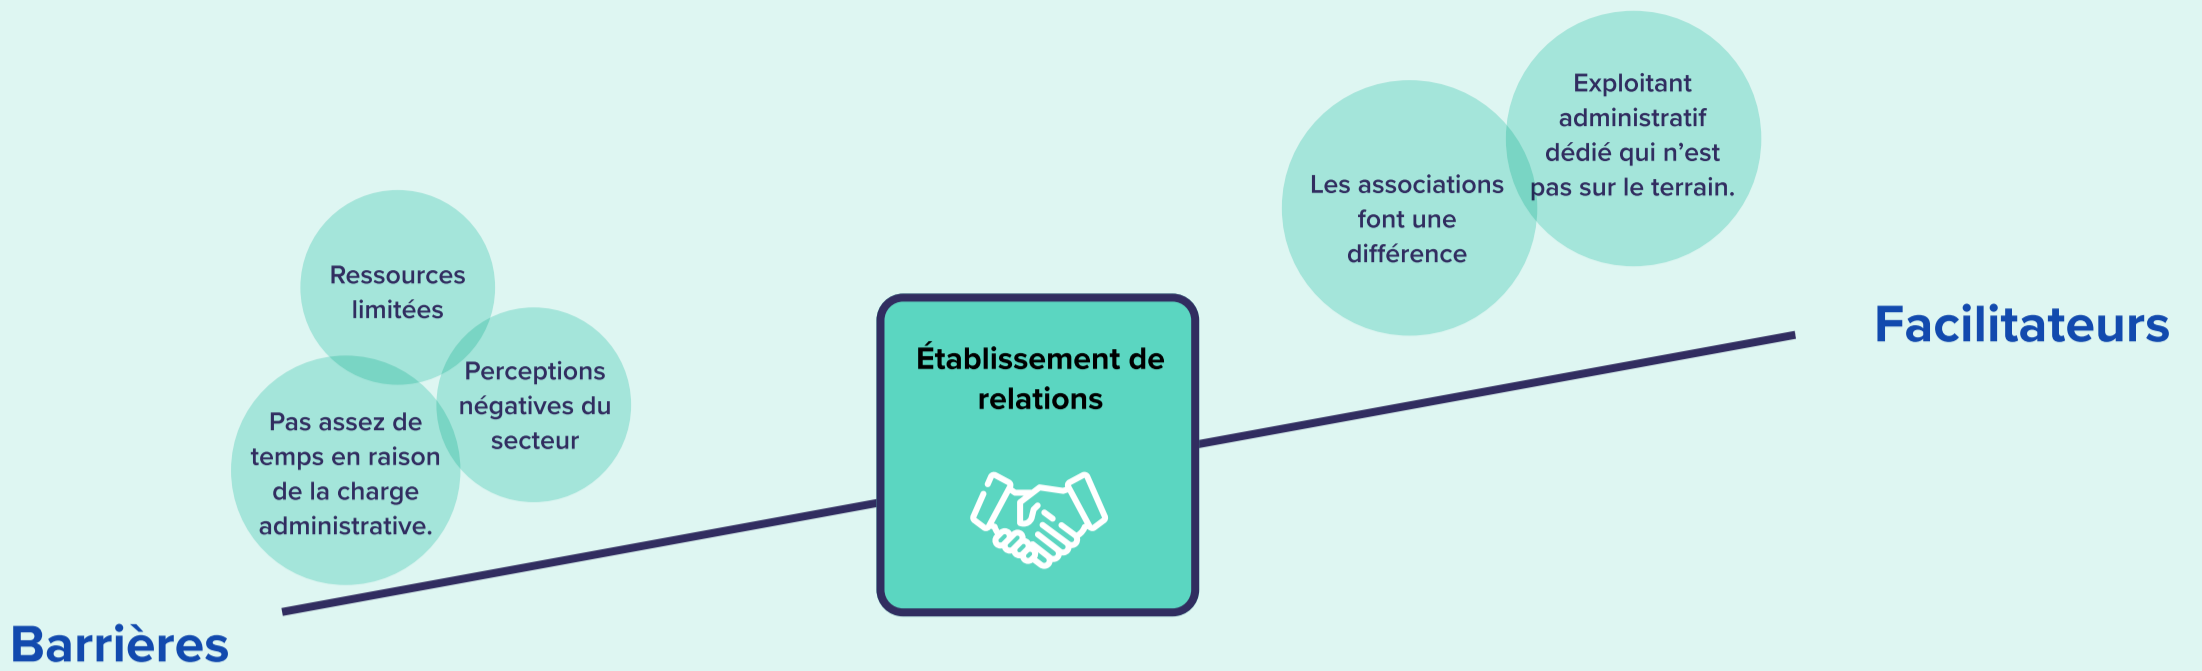 Barrières
Ressources
limitées
Perceptions
négatives du
secteur
Pas assez de
temps en raison
de la charge
administrative.
Établissement de
relations
Les associations
font une
différence
Exploitant
administratif
dédié qui n’est
pas sur le terrain.
Facilitateurs